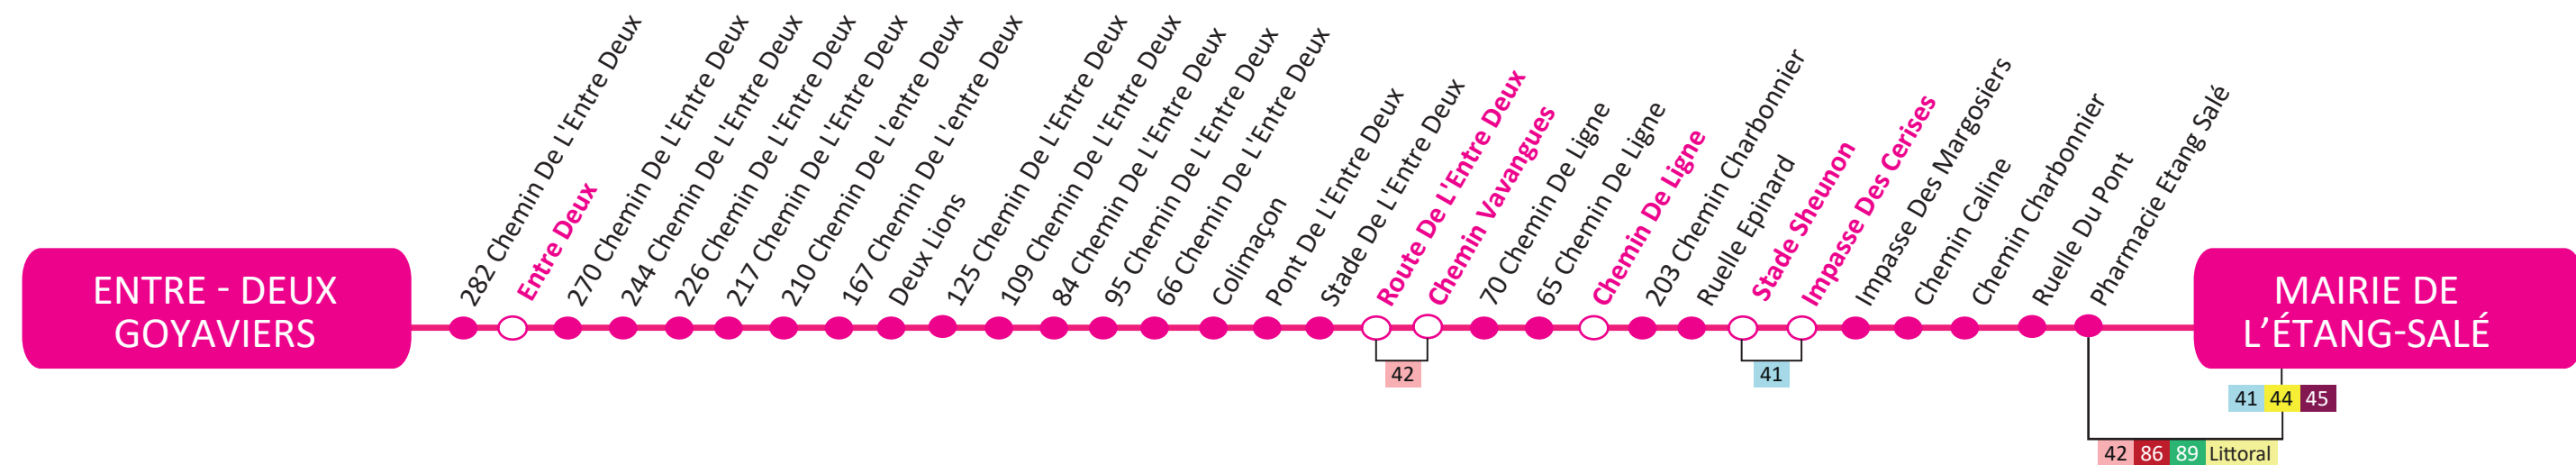 ENTRE - DEUX
GOYAVIERS
282 Chemin De L'Entre Deux
Entre Deux
270 Chemin De L'Entre Deux
244 Chemin De L'Entre Deux
226 Chemin De L'Entre Deux
217 Chemin De L'Entre Deux
210 Chemin De L'entre Deux
167 Chemin De L'entre Deux
Deux Lions
125 Chemin De L'Entre Deux
109 Chemin De L'Entre Deux
84 Chemin De L'Entre Deux
95 Chemin De L'Entre Deux
66 Chemin De L'Entre Deux
Colimaçon
Pont De L'Entre Deux
Stade De L'Entre Deux
Route De L'Entre Deux
Chemin Vavangues
70 Chemin De Ligne
65 Chemin De Ligne
Chemin De Ligne
203 Chemin Charbonnier
Ruelle Epinard
Stade Sheunon
Impasse Des Cerises
Impasse Des Margosiers
Chemin Caline
Chemin Charbonnier
Ruelle Du Pont
Pharmacie Etang Salé
MAIRIE DE
L'ÉTANG-SALÉ
42
41
41 44 45
42 86 89 Littoral